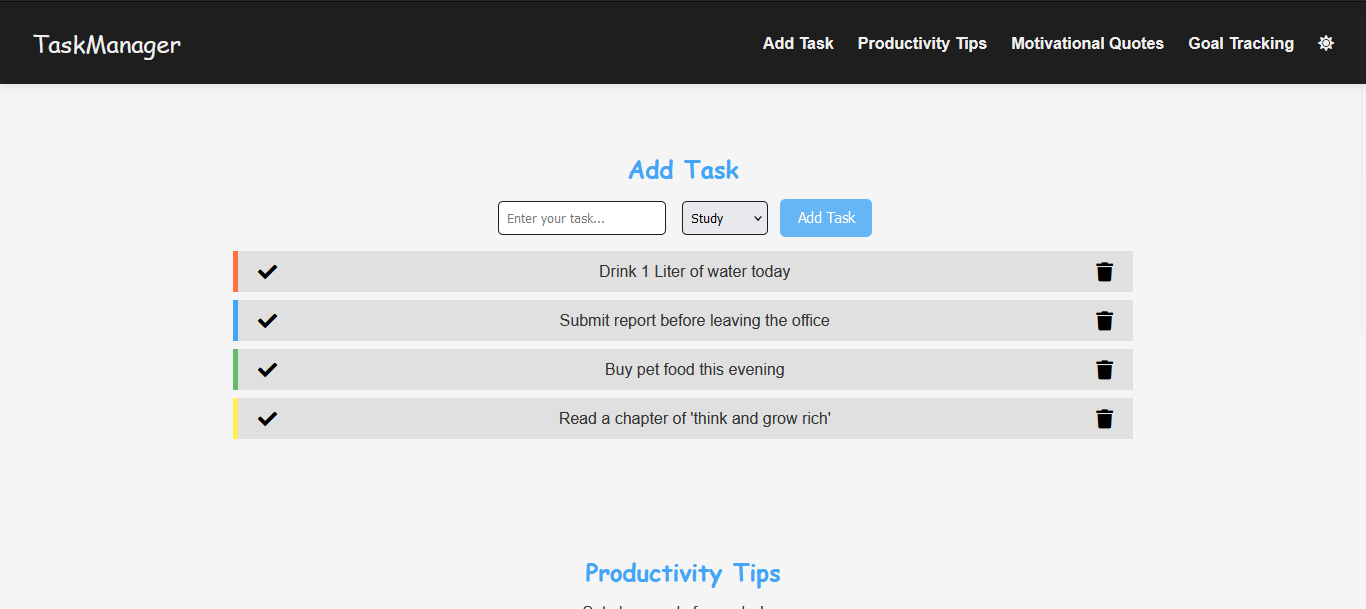 TaskManager
Add Task Productivity Tips Motivational Quotes Goal Tracking
Add Task
Enter your task... Study Add Task
Drink 1 Liter of water today
Submit report before leaving the office
Buy pet food this evening
Read a chapter of 'think and grow rich'
Productivity Tips